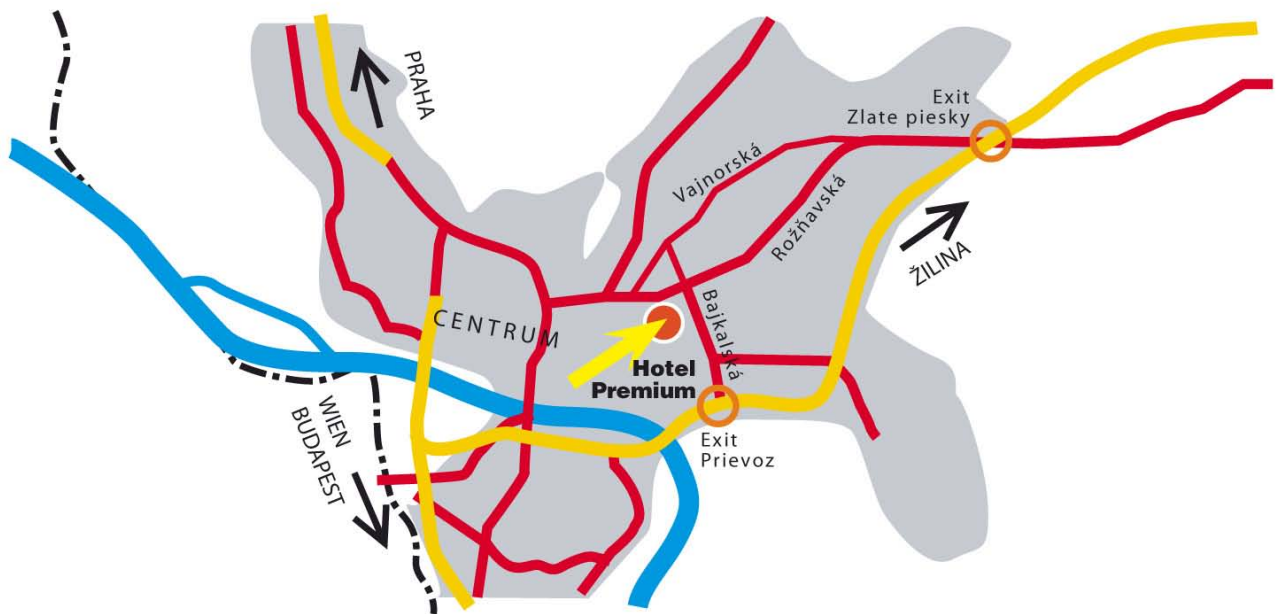 PRAHA
Exit
Zlate piesky
Vajnorská
Rožňavská
ŽILINA
CENTRUM
Bajkalská
Hotel
Premium
Exit
Prievoz
WIEN
BUDAPEST